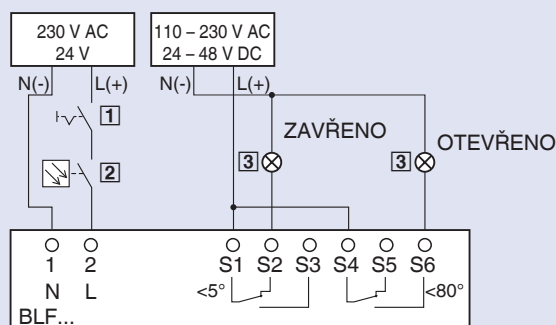 230 V AC
24 V
110 – 230 V AC
24 – 48 V DC
N(-)
L(+)
N(-)
L(+)
1
ZAVŘENO
OTEVŘENO
3
3
2
1
2
S1
S2
S3
S4
S5
S6
N
L
<5°
<80°
BLF...